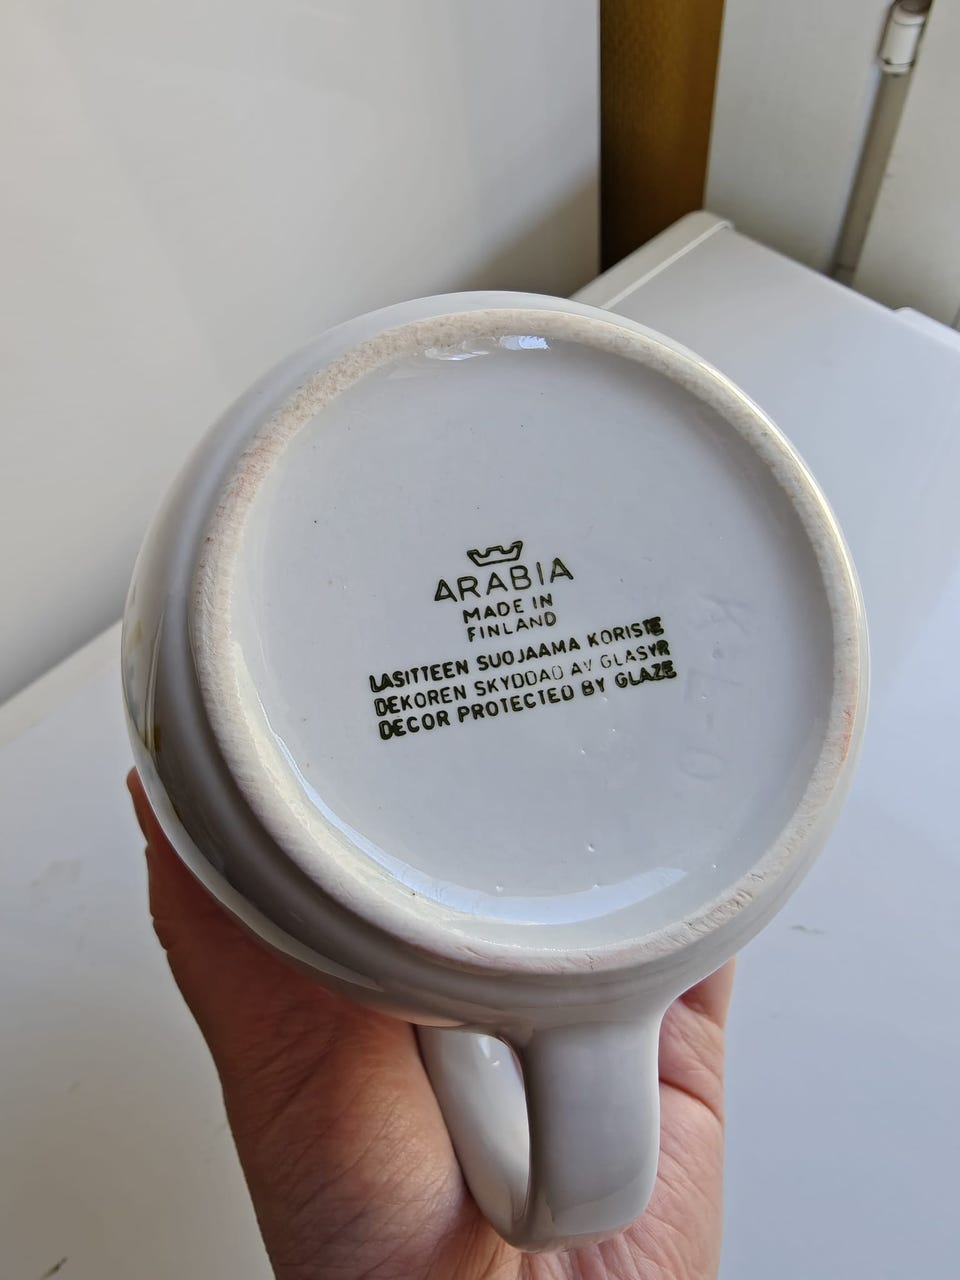 ARABIA
MADE IN
FINLAND
LASITTEEN SUOJAAMA KORISTE
DEKOREN SKYDDAD AV GLASYR
DECOR PROTECTED BY GLAZE